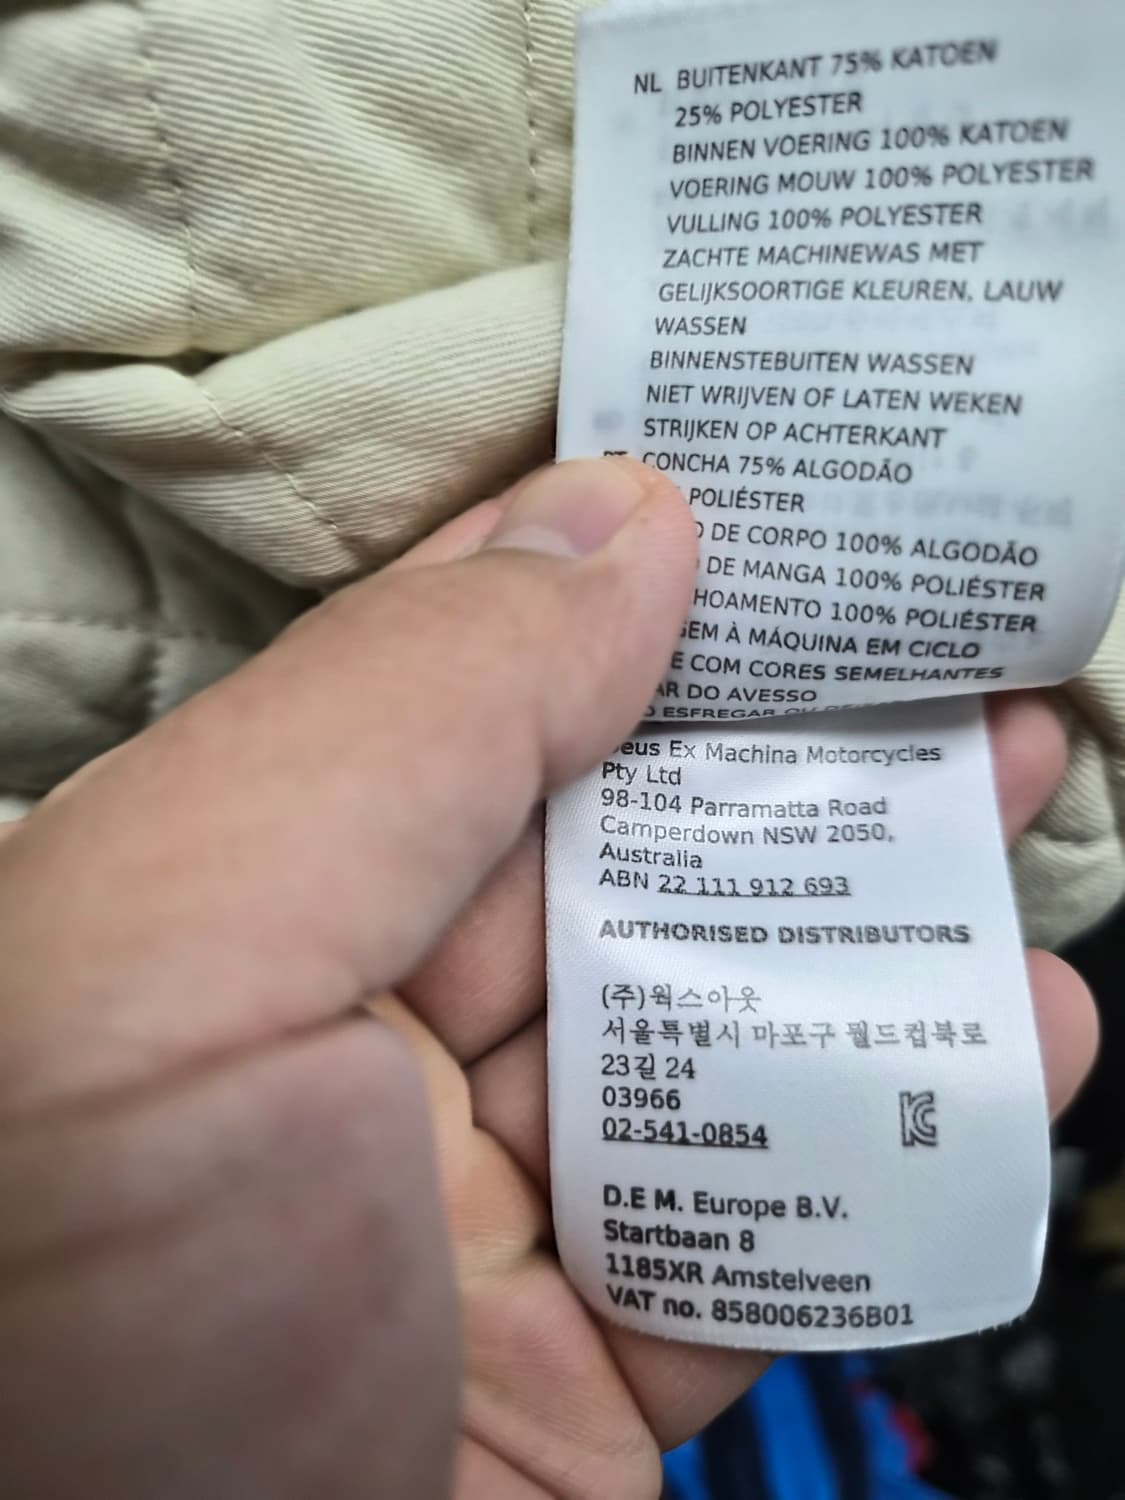 NL BUITENKANT 75% KATOEN
25% POLYESTER
BINNEN VOERING 100% KATOEN
VOERING MOUW 100% POLYESTER
VULLING 100% POLYESTER
ZACHTE MACHINEWAS MET
GELIJKSOORTIGE KLEUREN, LAUW
WASSEN
BINNENSTEBUITEN WASSEN
NIET WRIJVEN OF LATEN WEKEN
STRIJKEN OP ACHTERKANT
CONCHA 75% ALGODÃO
POLIÉSTER
DE CORPO 100% ALGODÃO
DE MANGA 100% POLIÉSTER
100% POLIÉSTER
À MÁQUINA EM CICLO
COM CORES SEMELHANTES
DO AVESSO
ESFREGAR OU
Ex Machina Motorcycles
Pty Ltd
98-104 Parramatta Road
Camperdown NSW 2050,
Australia
ABN 22 111 912 693
AUTHORISED DISTRIBUTORS
(주)웍스아웃
서울특별시 마포구 월드컵북로
23길 24
03966
02-541-0854
D.E M. Europe B.V.
Startbaan 8
1185XR Amstelveen
VAT no. 858006236B01